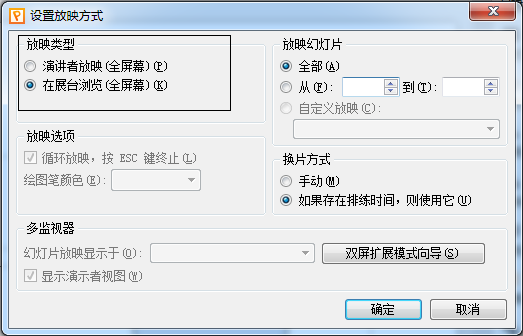 设置放映方式
放映类型
演讲者放映(全屏幕)(P)
在展台浏览(全屏幕)(K)
放映选项
循环放映，按 ESC 键终止(L)
绘图笔颜色(E):
放映幻灯片
全部(A)
从(F): 到(T):
自定义放映(C):
换片方式
手动(M)
如果存在排练时间，则使用它(U)
多监视器
幻灯片放映显示于(O):
双屏扩展模式向导(S)
显示演示者视图(W)
确定
取消